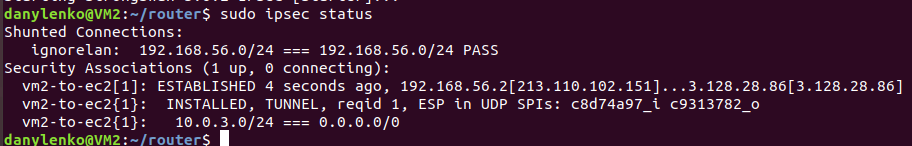 danylenko@VM2:~/router$ sudo ipsec status
Shunted Connections:
ignorelan: 192.168.56.0/24 === 192.168.56.0/24 PASS
Security Associations (1 up, 0 connecting):
vm2-to-ec2[1]: ESTABLISHED 4 seconds ago, 192.168.56.2[213.110.102.151]...3.128.28.86[3.128.28.86]
vm2-to-ec2{1}: INSTALLED, TUNNEL, reqid 1, ESP in UDP SPIs: c8d74a97_i c9313782_o
vm2-to-ec2{1}: 10.0.3.0/24 === 0.0.0.0/0
danylenko@VM2:~/router$